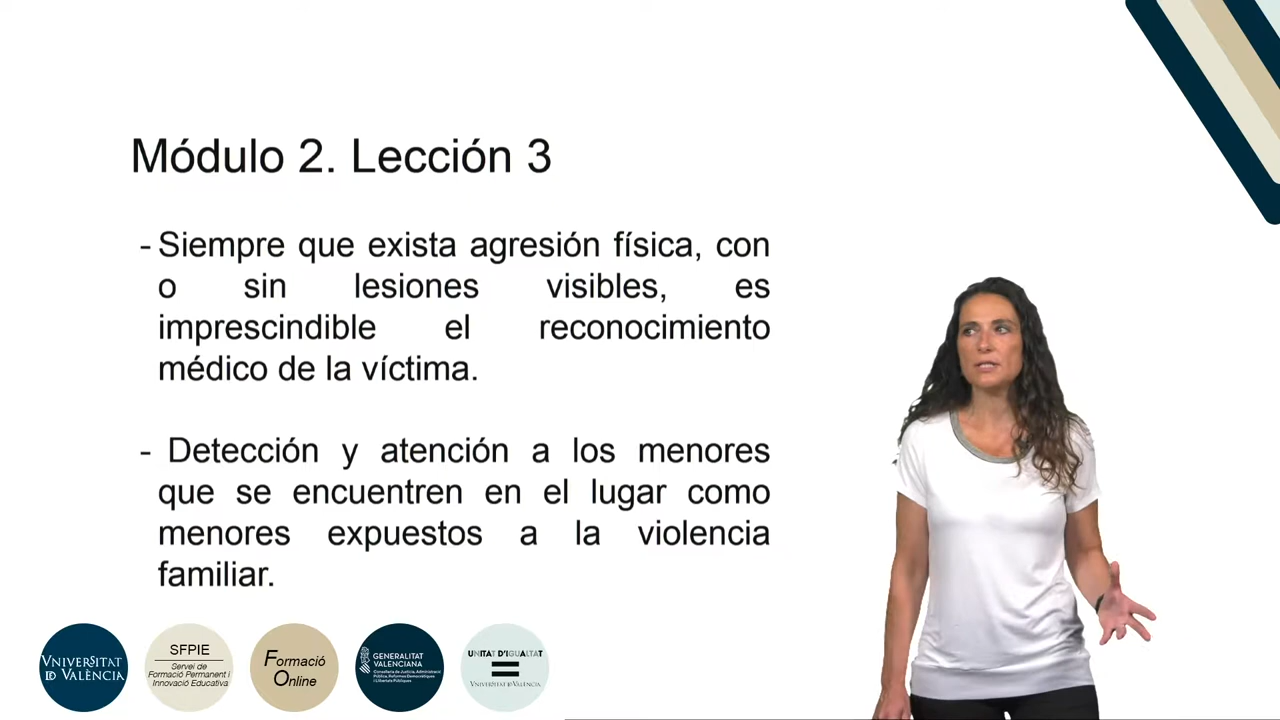 Módulo 2. Lección 3
- Siempre que exista agresión física, con
o sin lesiones visibles, es
imprescindible el reconocimiento
médico de la víctima.
- Detección y atención a los menores
que se encuentren en el lugar como
menores expuestos a la violencia
familiar.
VNIVERSITAT
ID VALÈNCIA
SFPIE
Servei de
Formació Permanent i
Innovació Educativa
Formació
Online
GENERALITAT
VALENCIANA
Conselleria de Justícia, Administració
Pública, Reformes Democràtiques
i Llibertats Públiques
UNITAT D'IGUALTAT
VNIVERSITAT ID VALÈNCIA